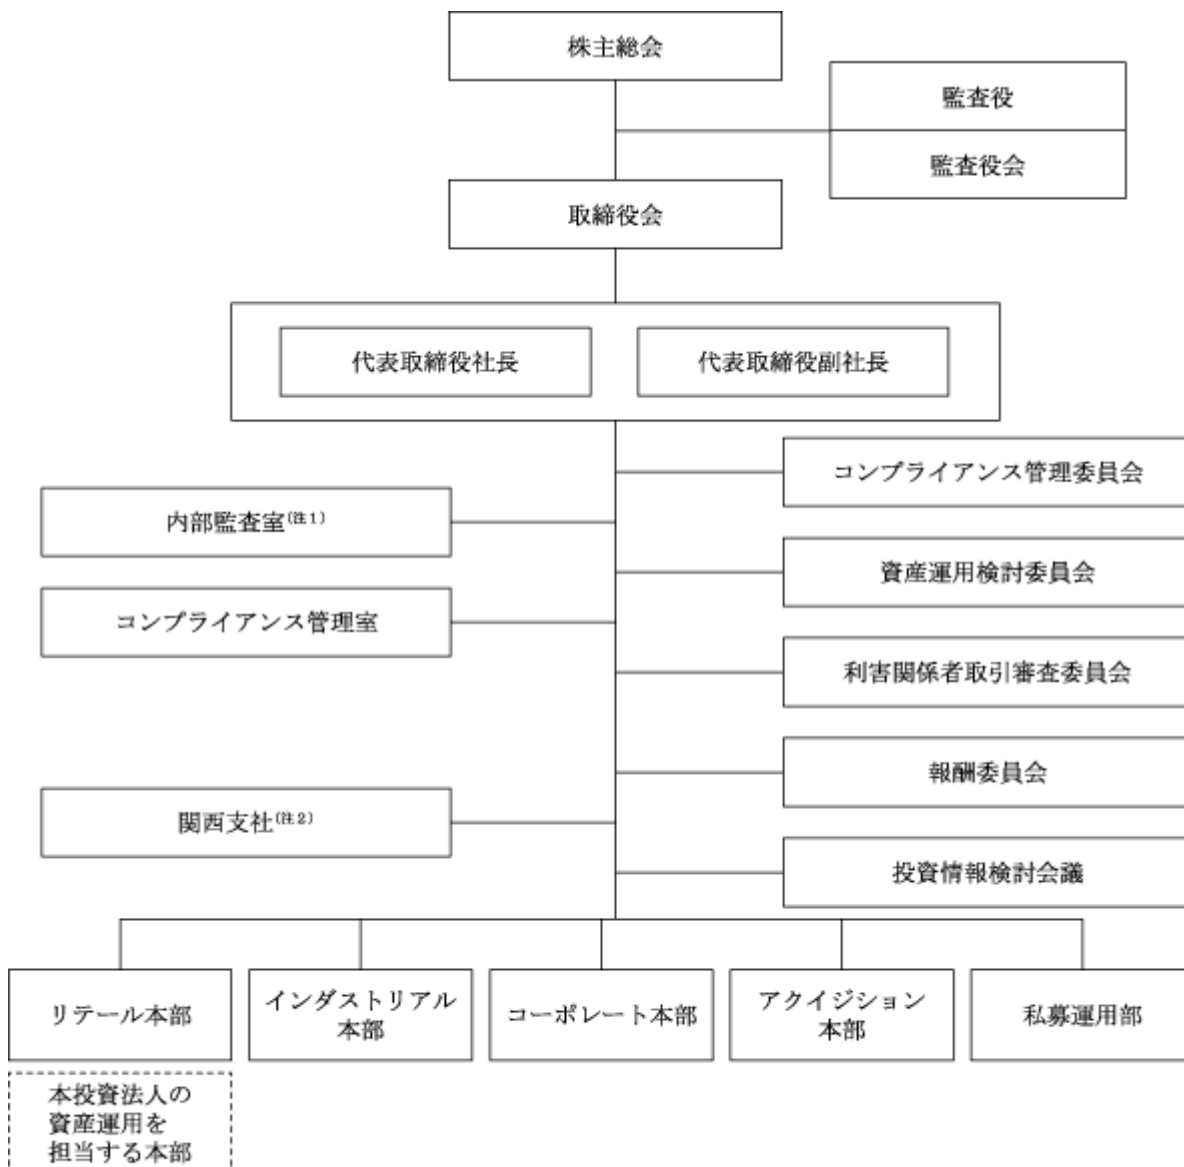 株主総会
監査役
監査役会
取締役会
代表取締役社長
代表取締役副社長
コンプライアンス管理委員会
内部監査室(注1)
資産運用検討委員会
コンプライアンス管理室
利害関係者取引審査委員会
報酬委員会
関西支社(注2)
投資情報検討会議
リテール本部
インダストリアル
本部
コーポレート本部
アクイジション
本部
私募運用部
本投資法人の
資産運用を
担当する本部